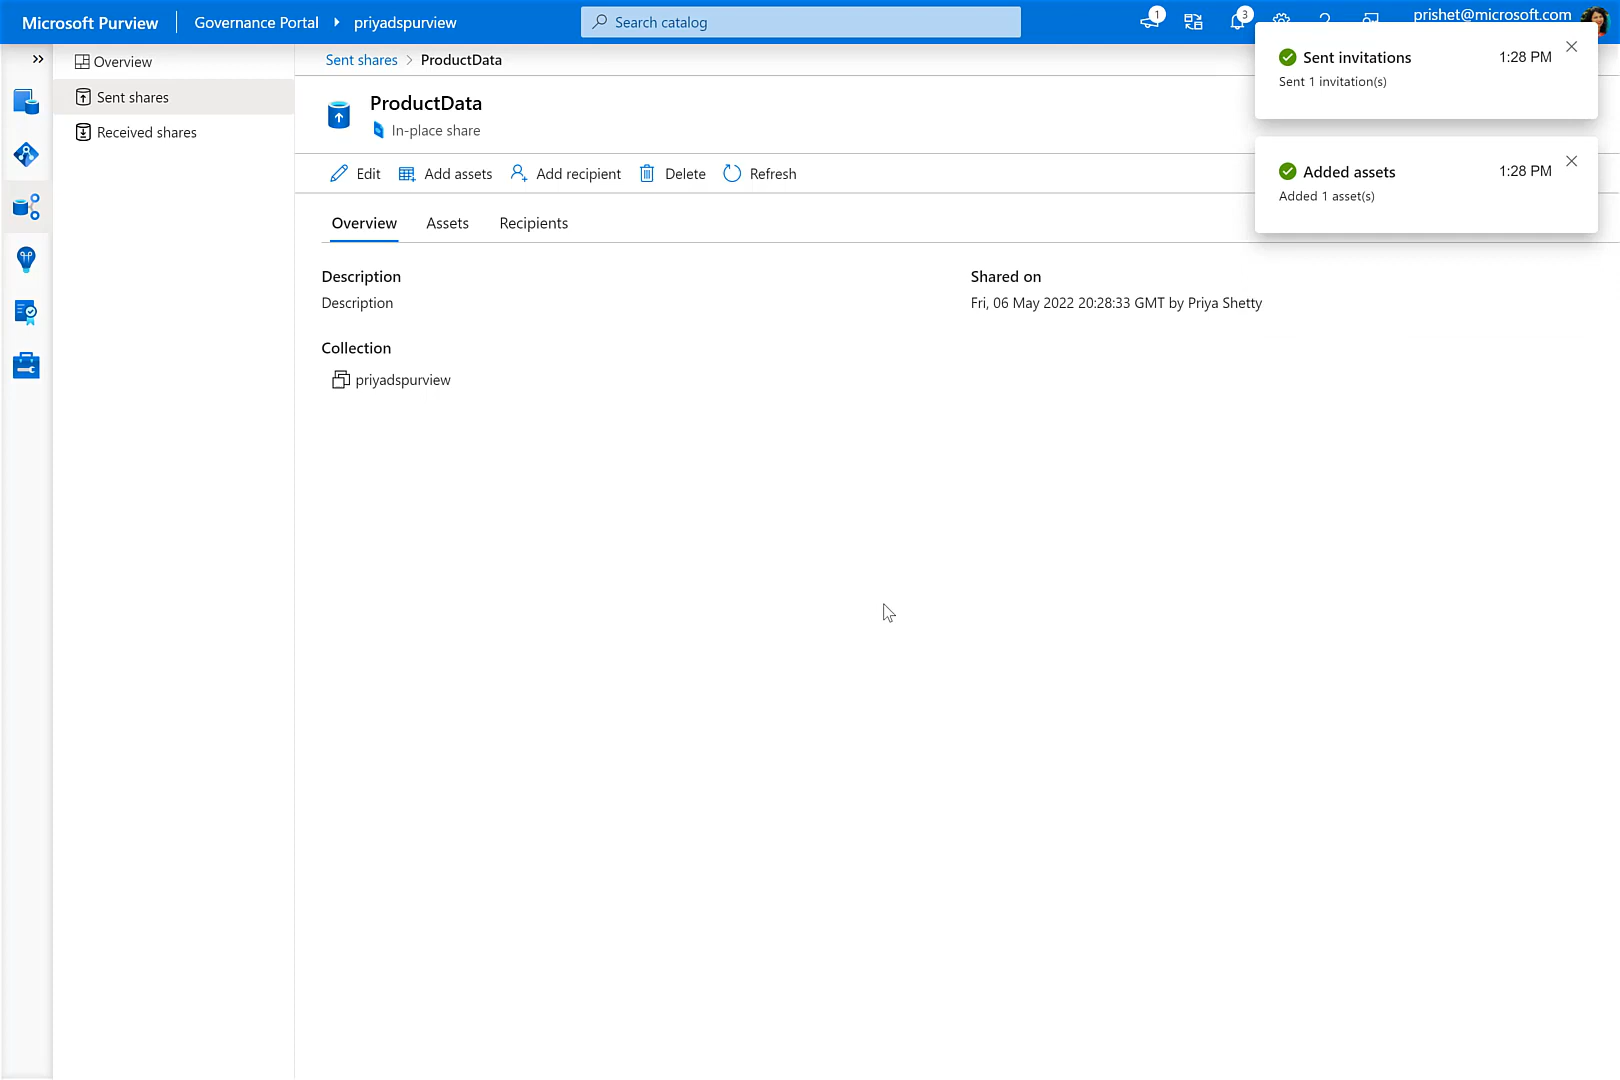 Microsoft Purview
Governance Portal
priyadspurview
Search catalog
1
3
prishet@microsoft.com
Overview
Sent shares
Received shares
Sent shares > ProductData
ProductData
In-place share
Edit
Add assets
Add recipient
Delete
Refresh
Overview
Assets
Recipients
Description
Description
Collection
priyadspurview
Shared on
Fri, 06 May 2022 20:28:33 GMT by Priya Shetty
Sent invitations
1:28 PM
Sent 1 invitation(s)
Added assets
1:28 PM
Added 1 asset(s)